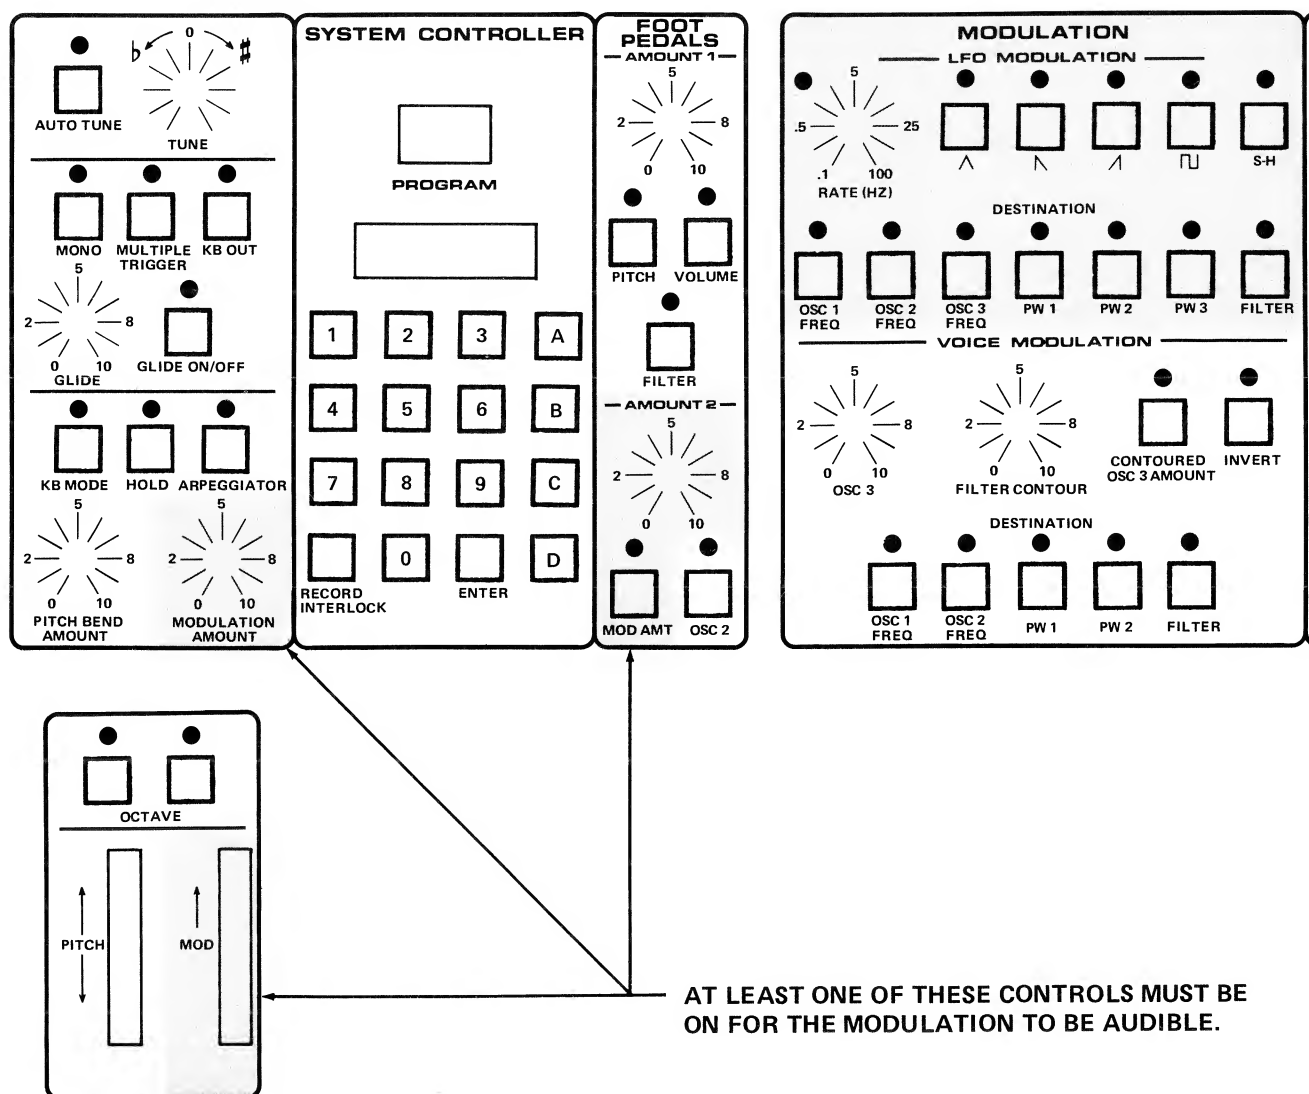 ♭ 0 ♯
AUTO TUNE
TUNE
MONO
MULTIPLE
TRIGGER
KB OUT
5
2
8
0
10
GLIDE
GLIDE ON/OFF
KB MODE
HOLD
ARPEGGIATOR
5
2
8
0
10
PITCH BEND
AMOUNT
5
2
8
0
10
MODULATION
AMOUNT
SYSTEM CONTROLLER
PROGRAM
1 2 3 A
4 5 6 B
7 8 9 C
0 D
RECORD
INTERLOCK
ENTER
FOOT
PEDALS
AMOUNT 1
5
2
8
0
10
PITCH
VOLUME
FILTER
AMOUNT 2
5
2
8
0
10
MOD AMT
OSC 2
MODULATION
LFO MODULATION
5
.5
25
.1
100
RATE (HZ)
S-H
DESTINATION
OSC 1
FREQ
OSC 2
FREQ
OSC 3
FREQ
PW 1
PW 2
PW 3
FILTER
VOICE MODULATION
5
2
8
0
10
OSC 3
5
2
8
0
10
FILTER CONTOUR
CONTOURED
OSC 3 AMOUNT
INVERT
DESTINATION
OSC 1
FREQ
OSC 2
FREQ
PW 1
PW 2
FILTER
OCTAVE
PITCH
MOD
AT LEAST ONE OF THESE CONTROLS MUST BE
ON FOR THE MODULATION TO BE AUDIBLE.